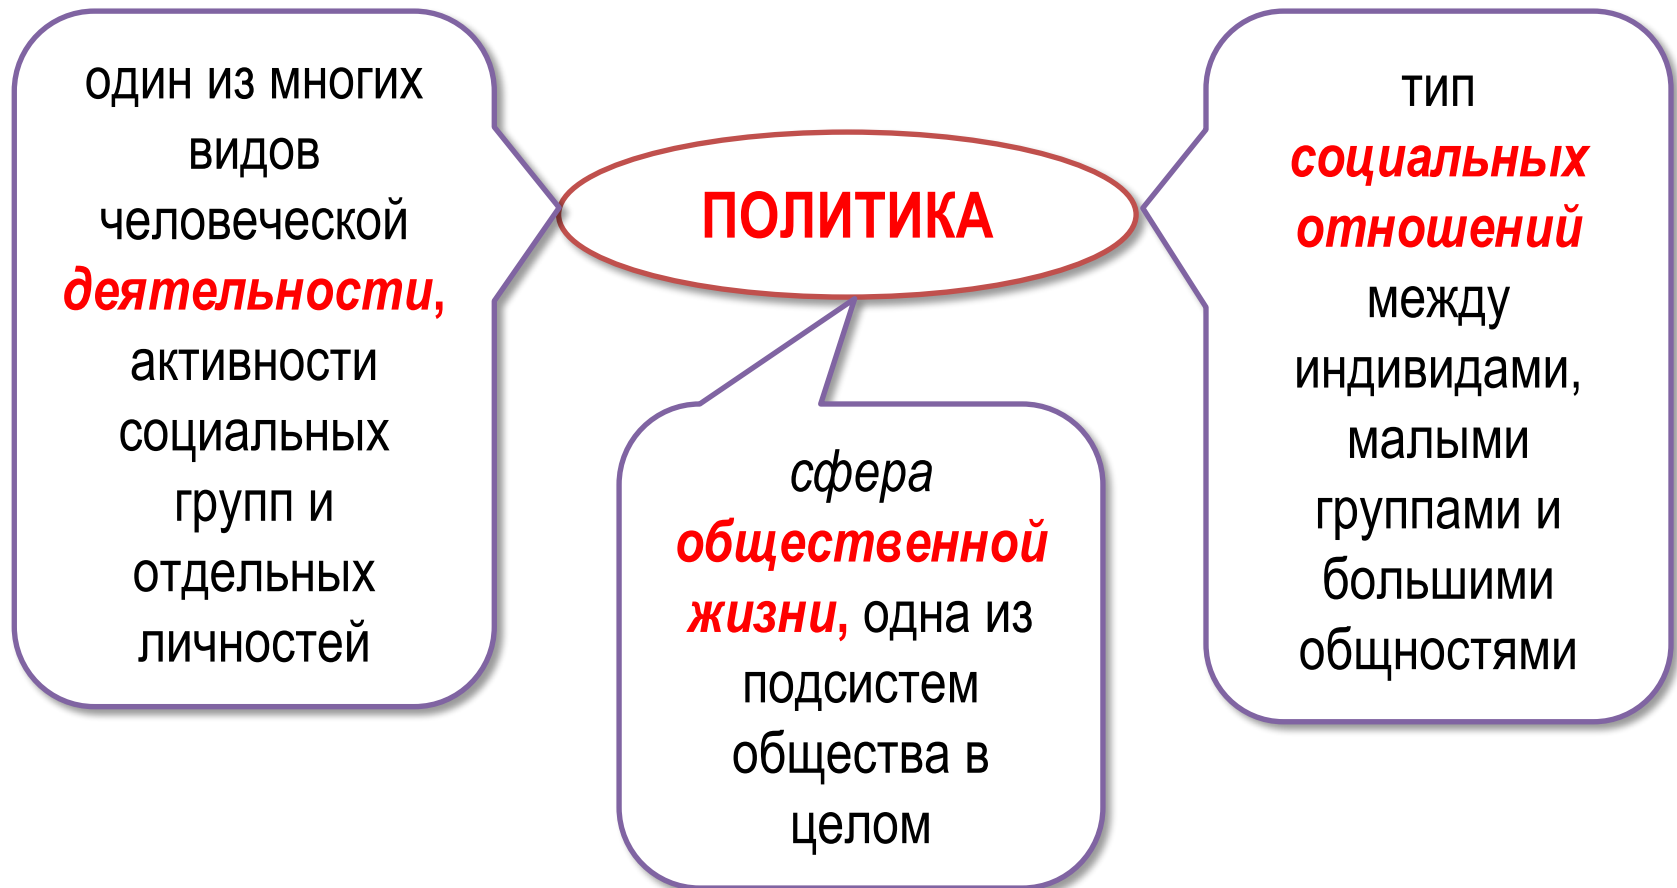 один из многих
видов
человеческой
деятельности,
активности
социальных
групп и
отдельных
личностей
ПОЛИТИКА
сфера
общественной
жизни, одна из
подсистем
общества в
целом
тип
социальных
отношений
между
индивидами,
малыми
группами и
большими
общностями